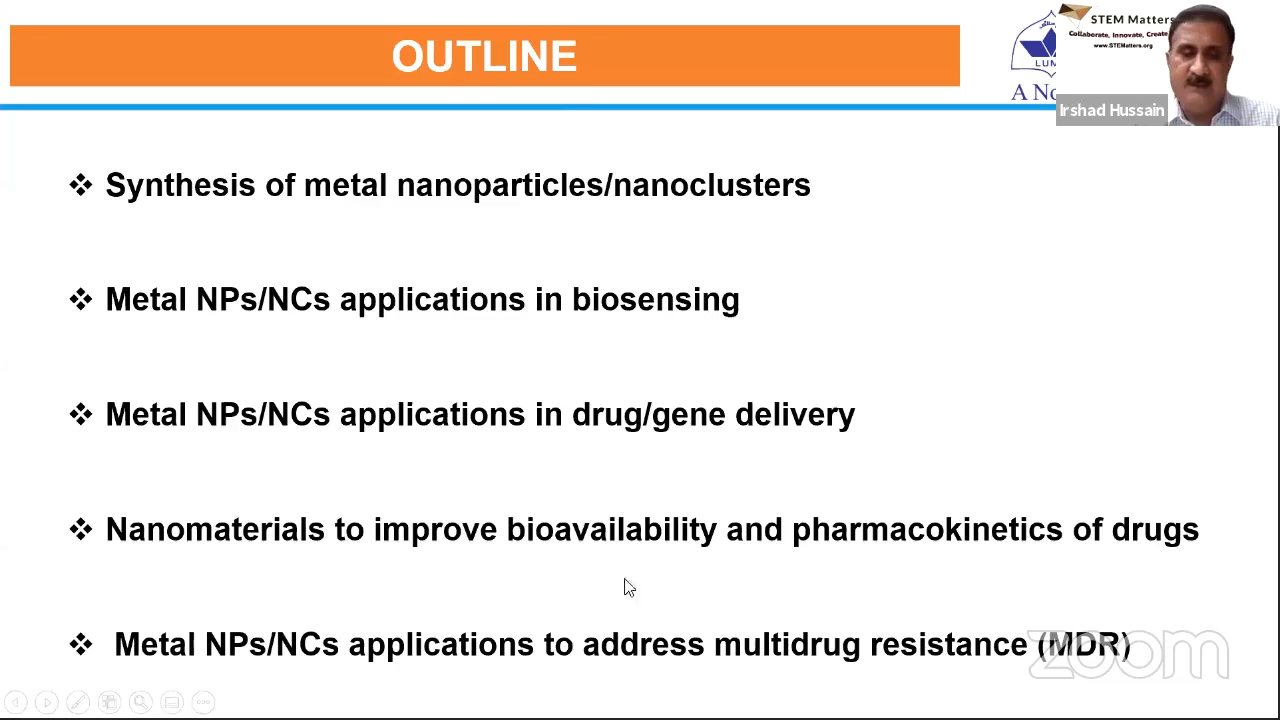 OUTLINE
STEM Matters
Collaborate, Innovate, Create
www.STEMatters.org
LUM
A No
Irshad Hussain
❖ Synthesis of metal nanoparticles/nanoclusters
❖ Metal NPs/NCs applications in biosensing
❖ Metal NPs/NCs applications in drug/gene delivery
❖ Nanomaterials to improve bioavailability and pharmacokinetics of drugs
❖ Metal NPs/NCs applications to address multidrug resistance (MDR)
zoom